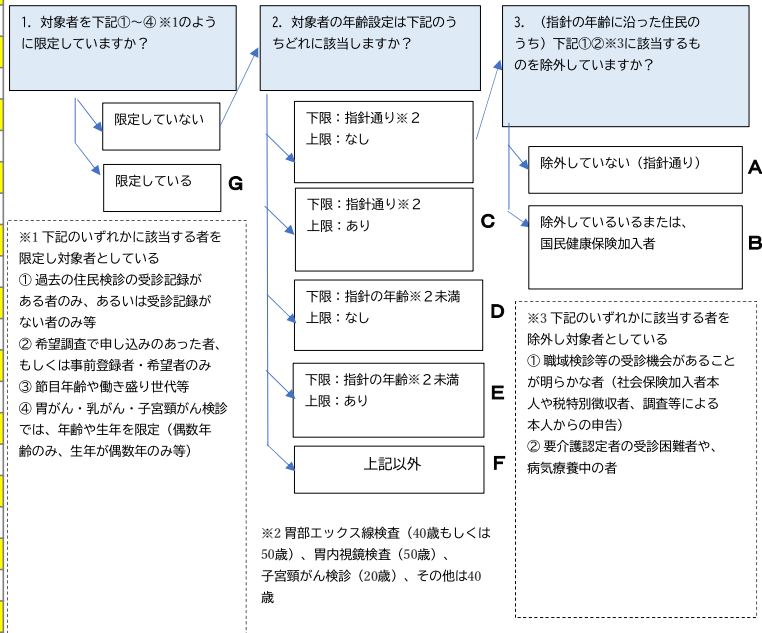 1．対象者を下記①～④ ※1のよう
に限定していますか？
限定していない
限定している
G
※1 下記のいずれかに該当する者を
限定し対象者としている
① 過去の住民検診の受診記録が
ある者のみ、あるいは受診記録が
ない者のみ等
② 希望調査で申し込みのあった者、
もしくは事前登録者・希望者のみ
③ 節目年齢や働き盛り世代等
④ 胃がん・乳がん・子宮頸がん検診
では、年齢や生年を限定（偶数年
齢のみ、生年が偶数年のみ等）
2．対象者の年齢設定は下記のう
ちどれに該当しますか？
下限：指針通り※２
上限：なし
下限：指針通り※２
上限：あり
C
下限：指針の年齢※２未満
上限：なし
D
下限：指針の年齢※２未満
上限：あり
E
上記以外
F
※2 胃部エックス線検査（40歳もしくは
50歳）、胃内視鏡検査（50歳）、
子宮頸がん検診（20歳）、その他は40
歳
3．（指針の年齢に沿った住民の
うち）下記①②※3に該当するも
のを除外していますか？
除外していない（指針通り）
A
除外しているいるまたは、
国民健康保険加入者
B
※3 下記のいずれかに該当する者を
除外し対象者としている
① 職域検診等の受診機会があること
が明らかな者（社会保険加入者本
人や税特別徴収者、調査等による
本人からの申告）
② 要介護認定者の受診困難者や、
病気療養中の者